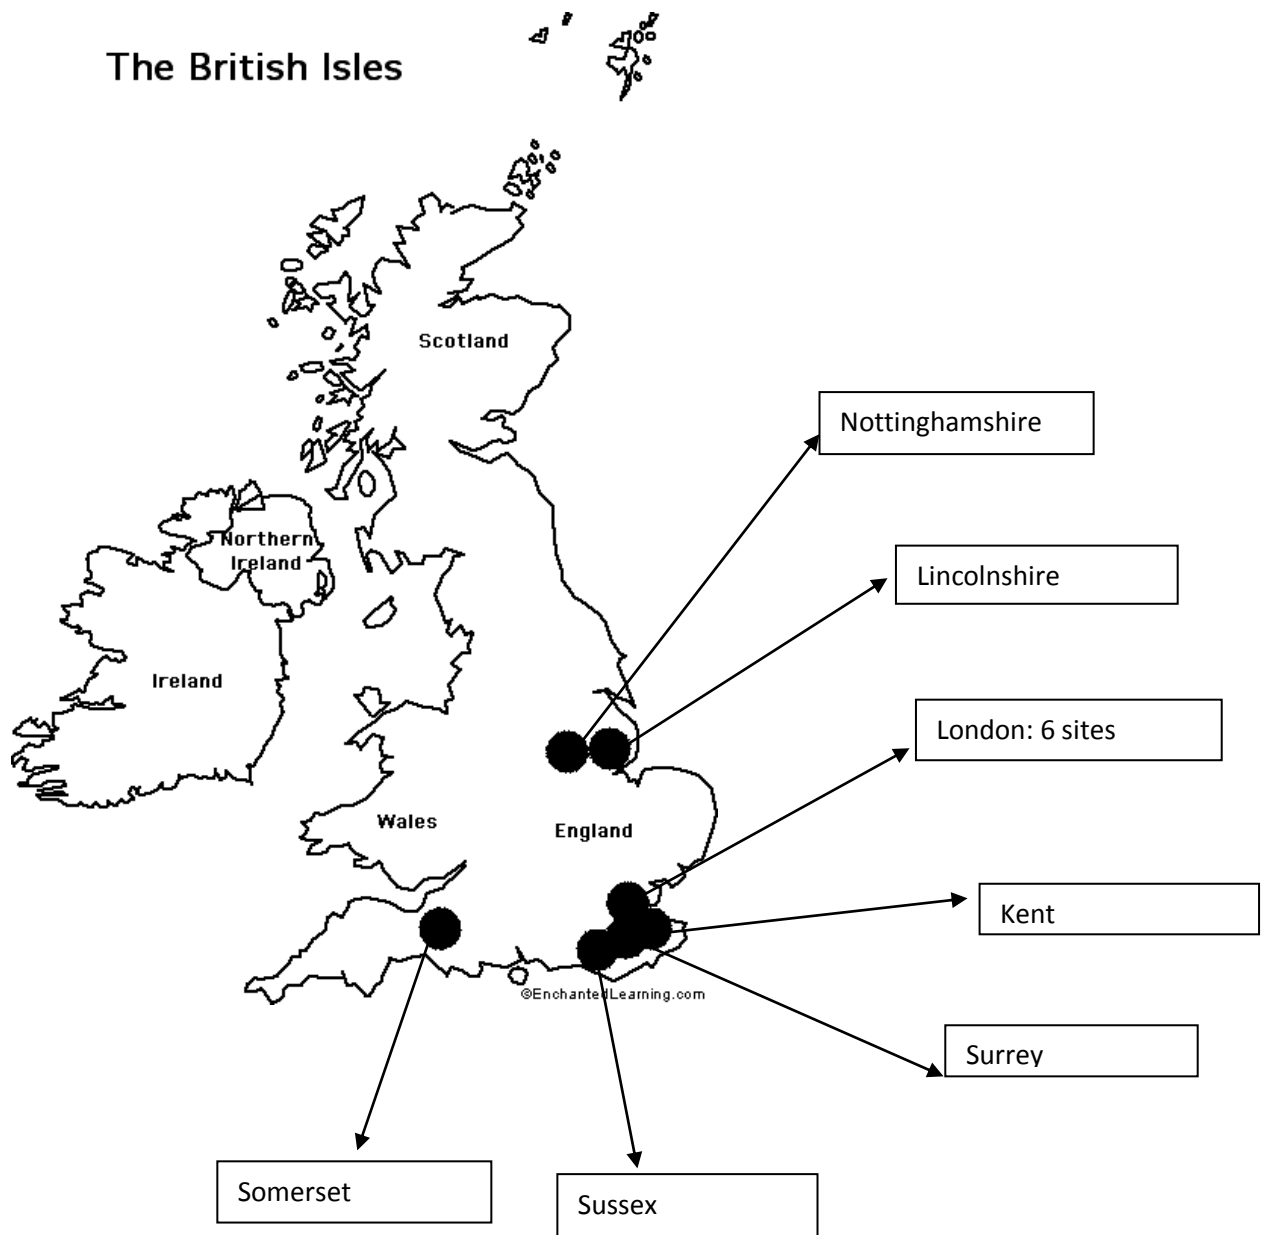 The British Isles
Scotland
Nottinghamshire
Northern
Ireland
Lincolnshire
Ireland
London: 6 sites
Wales
England
Kent
©EnchantedLearning.com
Surrey
Somerset
Sussex